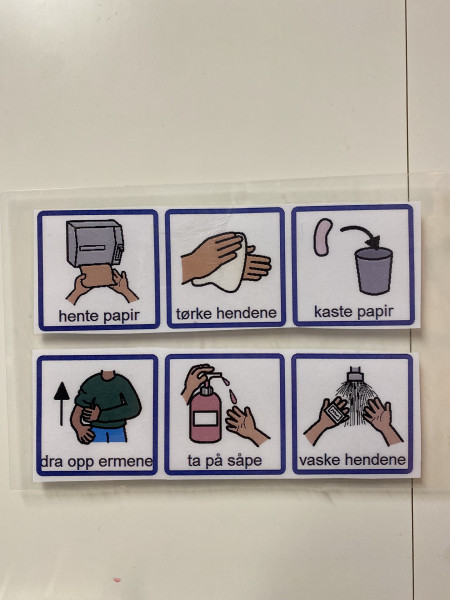 hente papir
tørke hendene
kaste papir
dra opp ermene
ta på såpe
vaske hendene